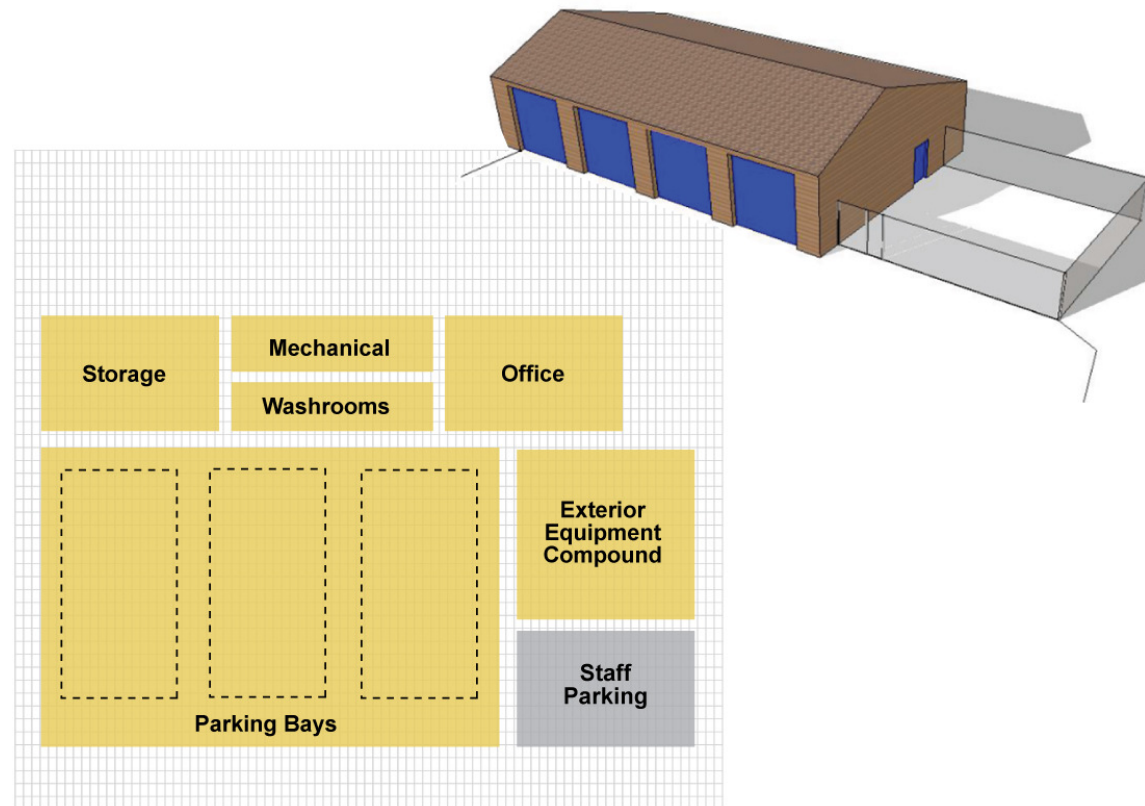 Storage
Mechanical
Washrooms
Office
Exterior
Equipment
Compound
Staff
Parking
Parking Bays